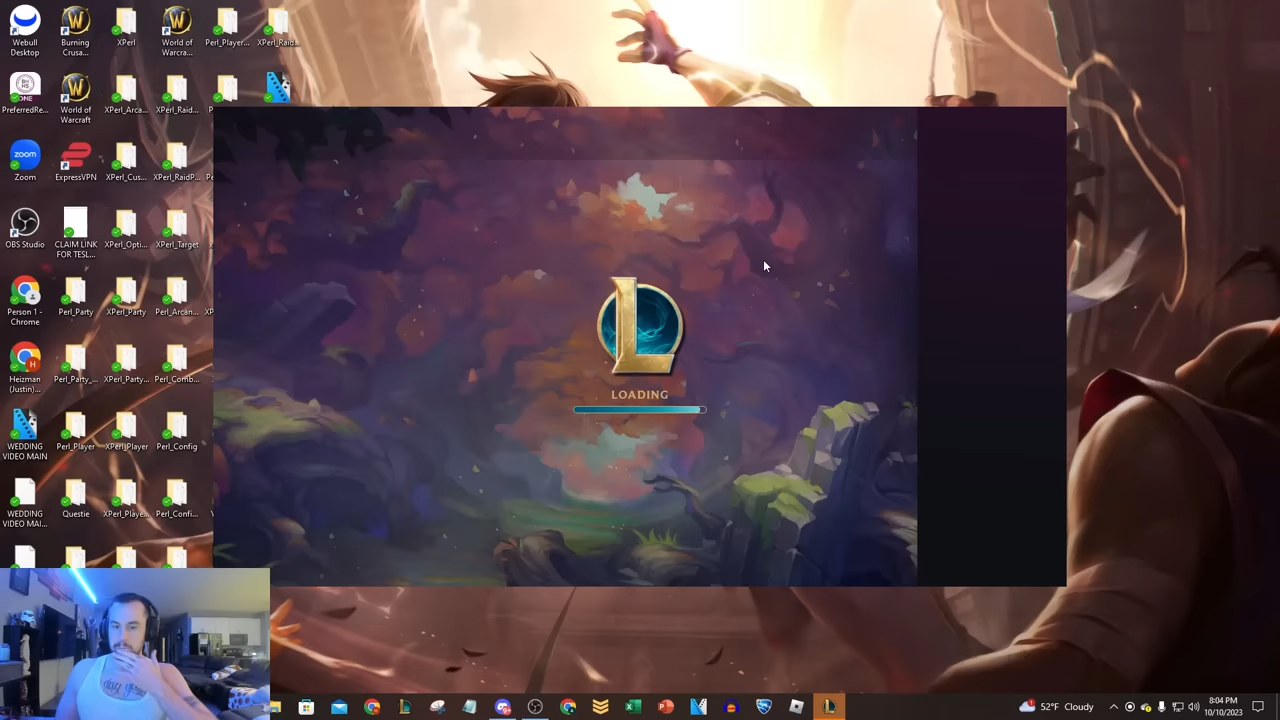 Webull Desktop
Burning Crusa...
XPerl
World of Warcra...
Perl_Player...
XPerl_Raid...
PreferredRe...
World of Warcraft
XPerl_Arca...
XPerl_Raid...
Zoom
ExpressVPN
XPerl_Cus...
XPerl_RaidP...
OBS Studio
CLAIM LINK FOR TESL...
XPerl_Opti...
XPerl_Target
Person 1 - Chrome
Perl_Party
XPerl_Party
Perl_Arcan...
Heizman (Justin)...
Perl_Party_...
XPerl_Party...
Perl_Comb...
WEDDING VIDEO MAIN
Perl_Player
XPerl_Player
Perl_Config
WEDDING VIDEO MAI...
Questie
XPerl_Playe...
Perl_Confi...
LOADING
52°F Cloudy
8:04 PM
10/10/2023